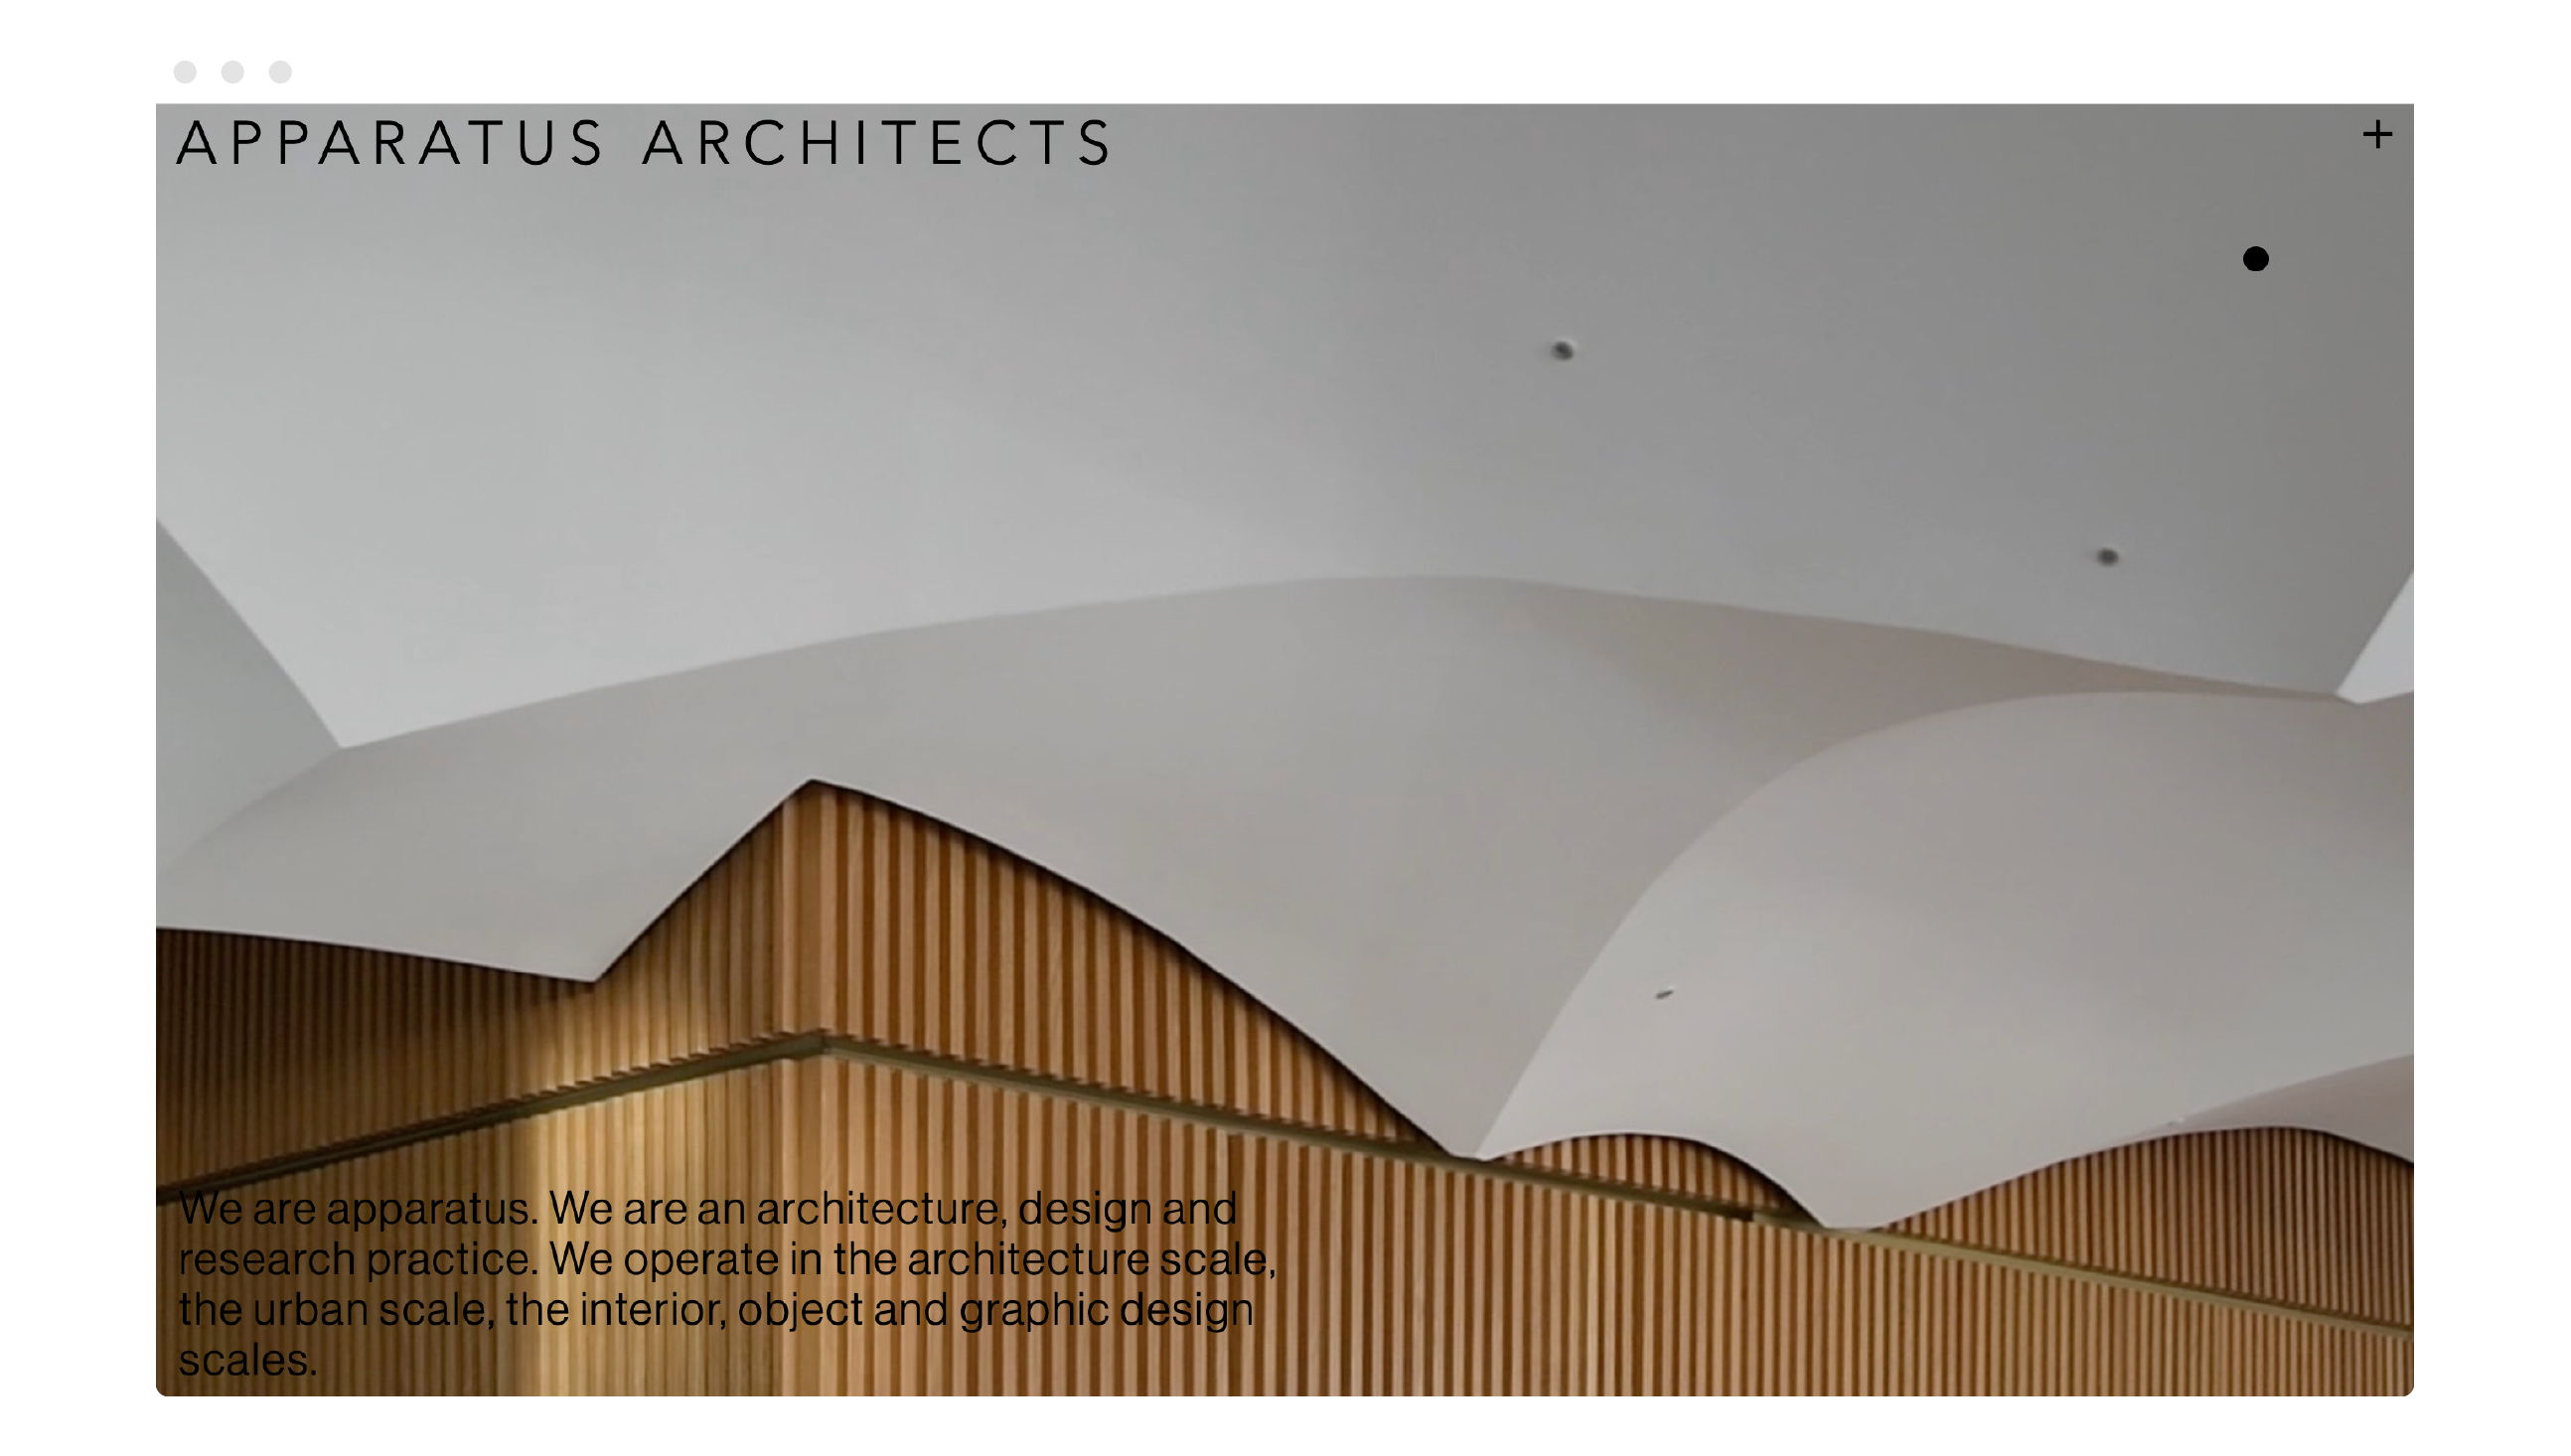 APPARATUS ARCHITECTS
+
We are apparatus. We are an architecture, design and
research practice. We operate in the architecture scale,
the urban scale, the interior, object and graphic design
scales.